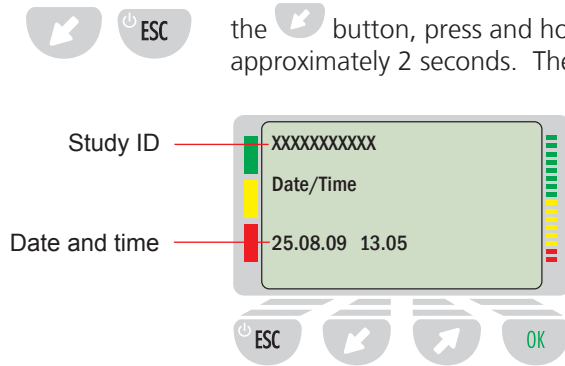 ESC
the button, press and ho
approximately 2 seconds. The
Study ID
XXXXXXXXXXX
Date/Time
Date and time
25.08.09 13.05
ESC
OK